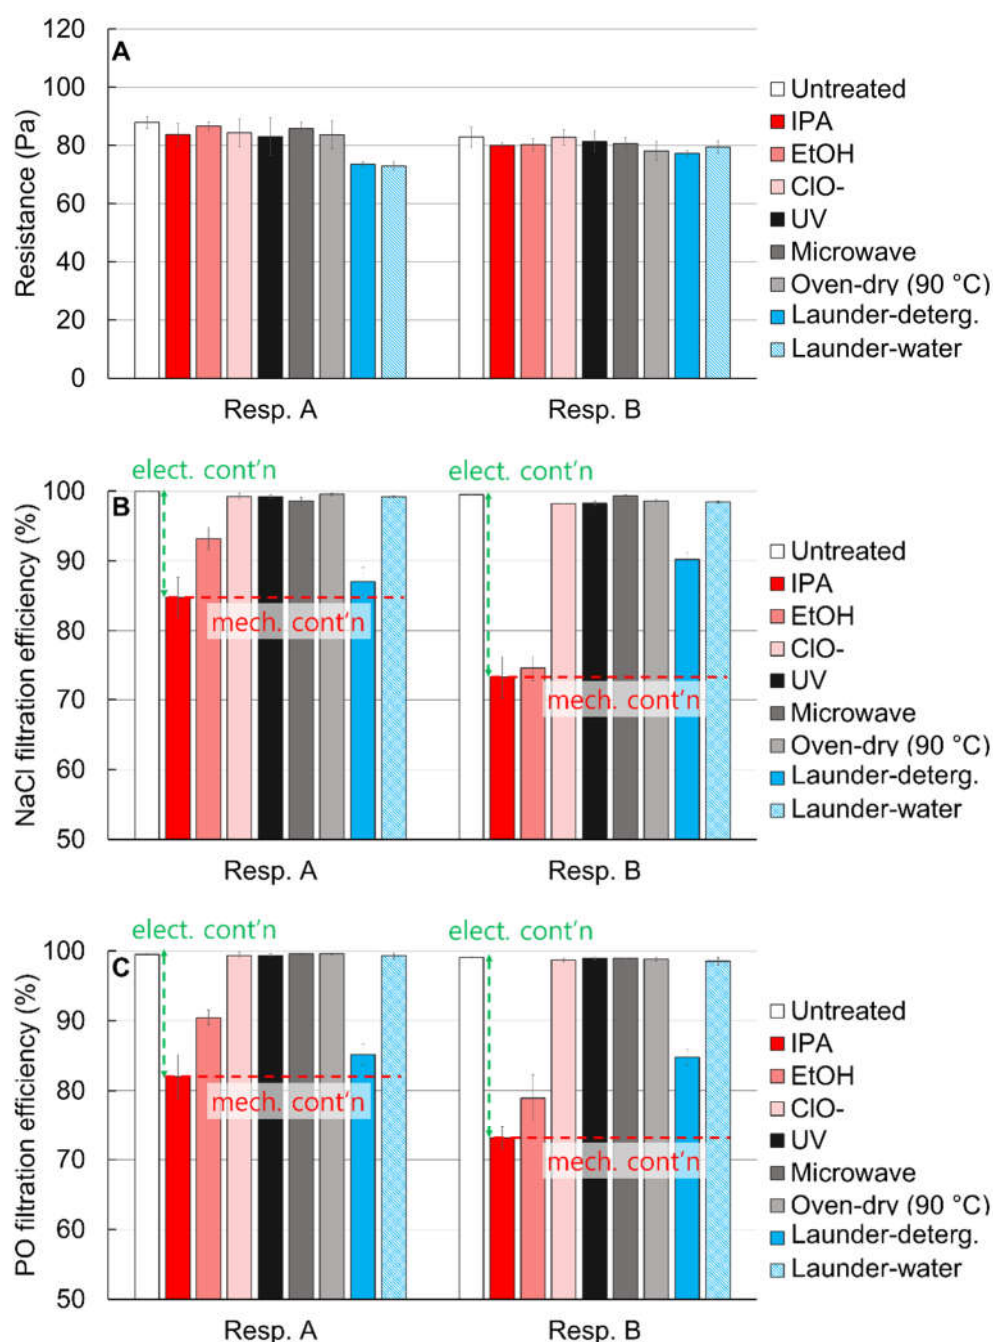 A
Resistance (Pa)
120
100
80
60
40
20
0
Resp. A
Resp. B
Untreated
IPA
EtOH
ClO-
UV
Microwave
Oven-dry (90 °C)
Launder-deterg.
Launder-water
elect. cont'n
elect. cont'n
B
NaCl filtration efficiency (%)
100
90
80
70
60
50
mech. cont'n
mech. cont'n
Resp. A
Resp. B
Untreated
IPA
EtOH
ClO-
UV
Microwave
Oven-dry (90 °C)
Launder-deterg.
Launder-water
elect. cont'n
elect. cont'n
C
PO filtration efficiency (%)
100
90
80
70
60
50
mech. cont'n
mech. cont'n
Resp. A
Resp. B
Untreated
IPA
EtOH
ClO-
UV
Microwave
Oven-dry (90 °C)
Launder-deterg.
Launder-water